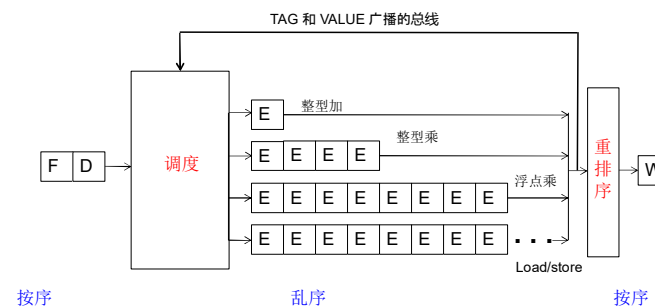 TAG 和 VALUE 广播的总线
E 整型加
E E E E 整型乘
F D 调度 重排序 W
E E E E E E E E 浮点乘
E E E E E E E E • • •
Load/store
按序 乱序 按序